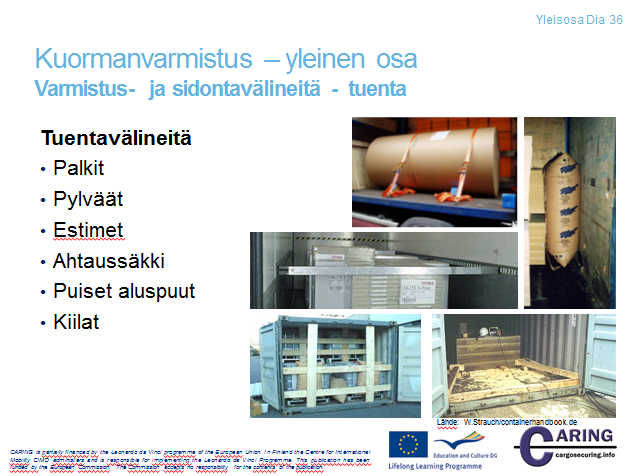 Yleisosa Dia 36
Kuormanvarmistus – yleinen osa
Varmistus- ja sidontavälineitä - tuenta
Tuentavälineitä
• Palkit
• Pylväät
• Estimet
• Ahtaussäkki
• Puiset aluspuut
• Kiilat
Lähde: W.Strauch/containerhandbook.de
CARING is partially financed by the Leonardo da Vinci programme of the European Union. In Finland the Centre for International
Mobility CIMO administers and is responsible for implementing the Leonardo da Vinci Programme. This publication has been
funded by the European Commission. The Commission accepts no responsibility for the contents of the publication.
Education and Culture DG
Lifelong Learning Programme
CARING
cargosecuring.info